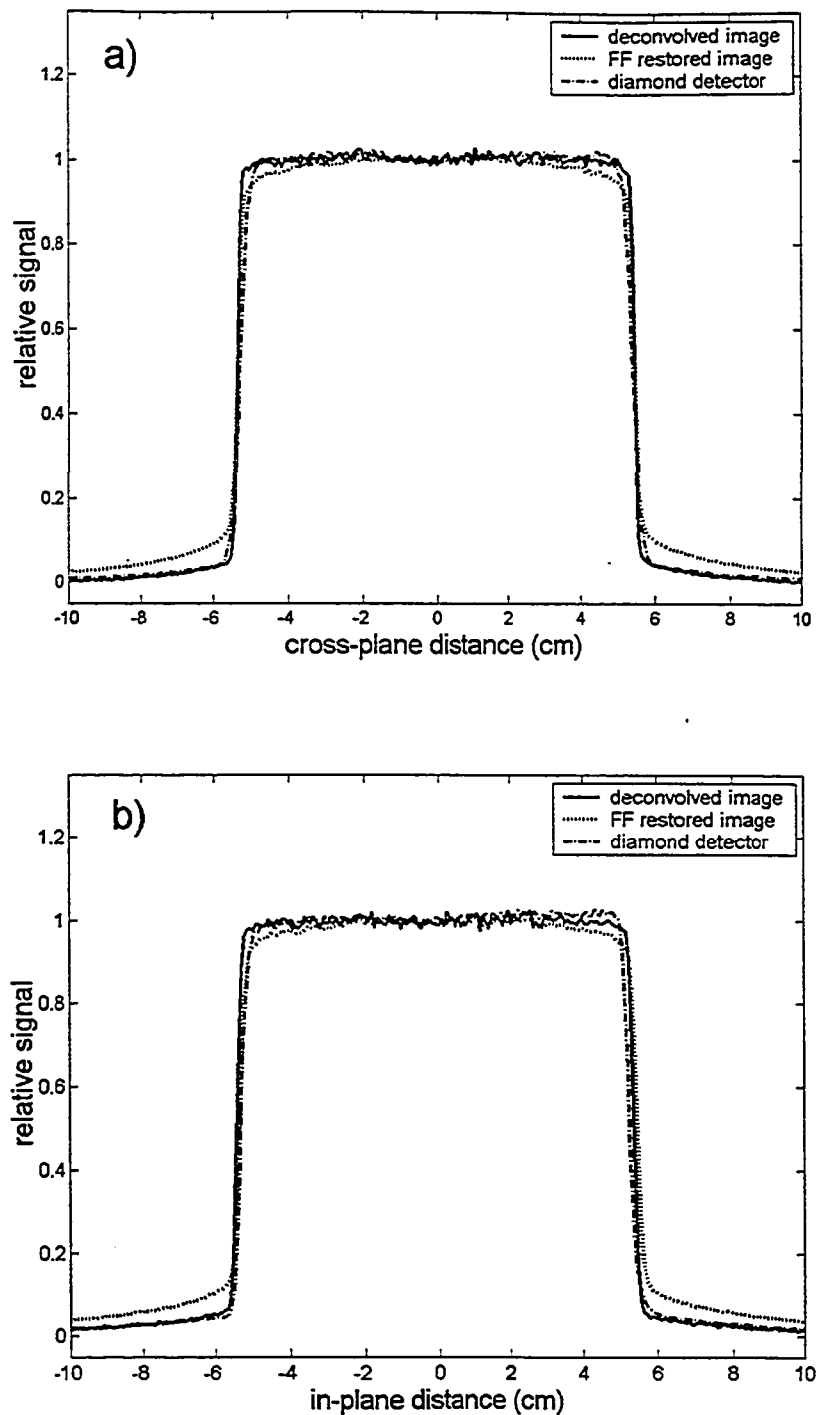 a)
deconvolved image
FF restored image
diamond detector
1.2
1
0.8
0.6
0.4
0.2
0
relative signal
-10 -8 -6 -4 -2 0 2 4 6 8 10
cross-plane distance (cm)
b)
deconvolved image
FF restored image
diamond detector
1.2
1
0.8
0.6
0.4
0.2
0
relative signal
-10 -8 -6 -4 -2 0 2 4 6 8 10
in-plane distance (cm)